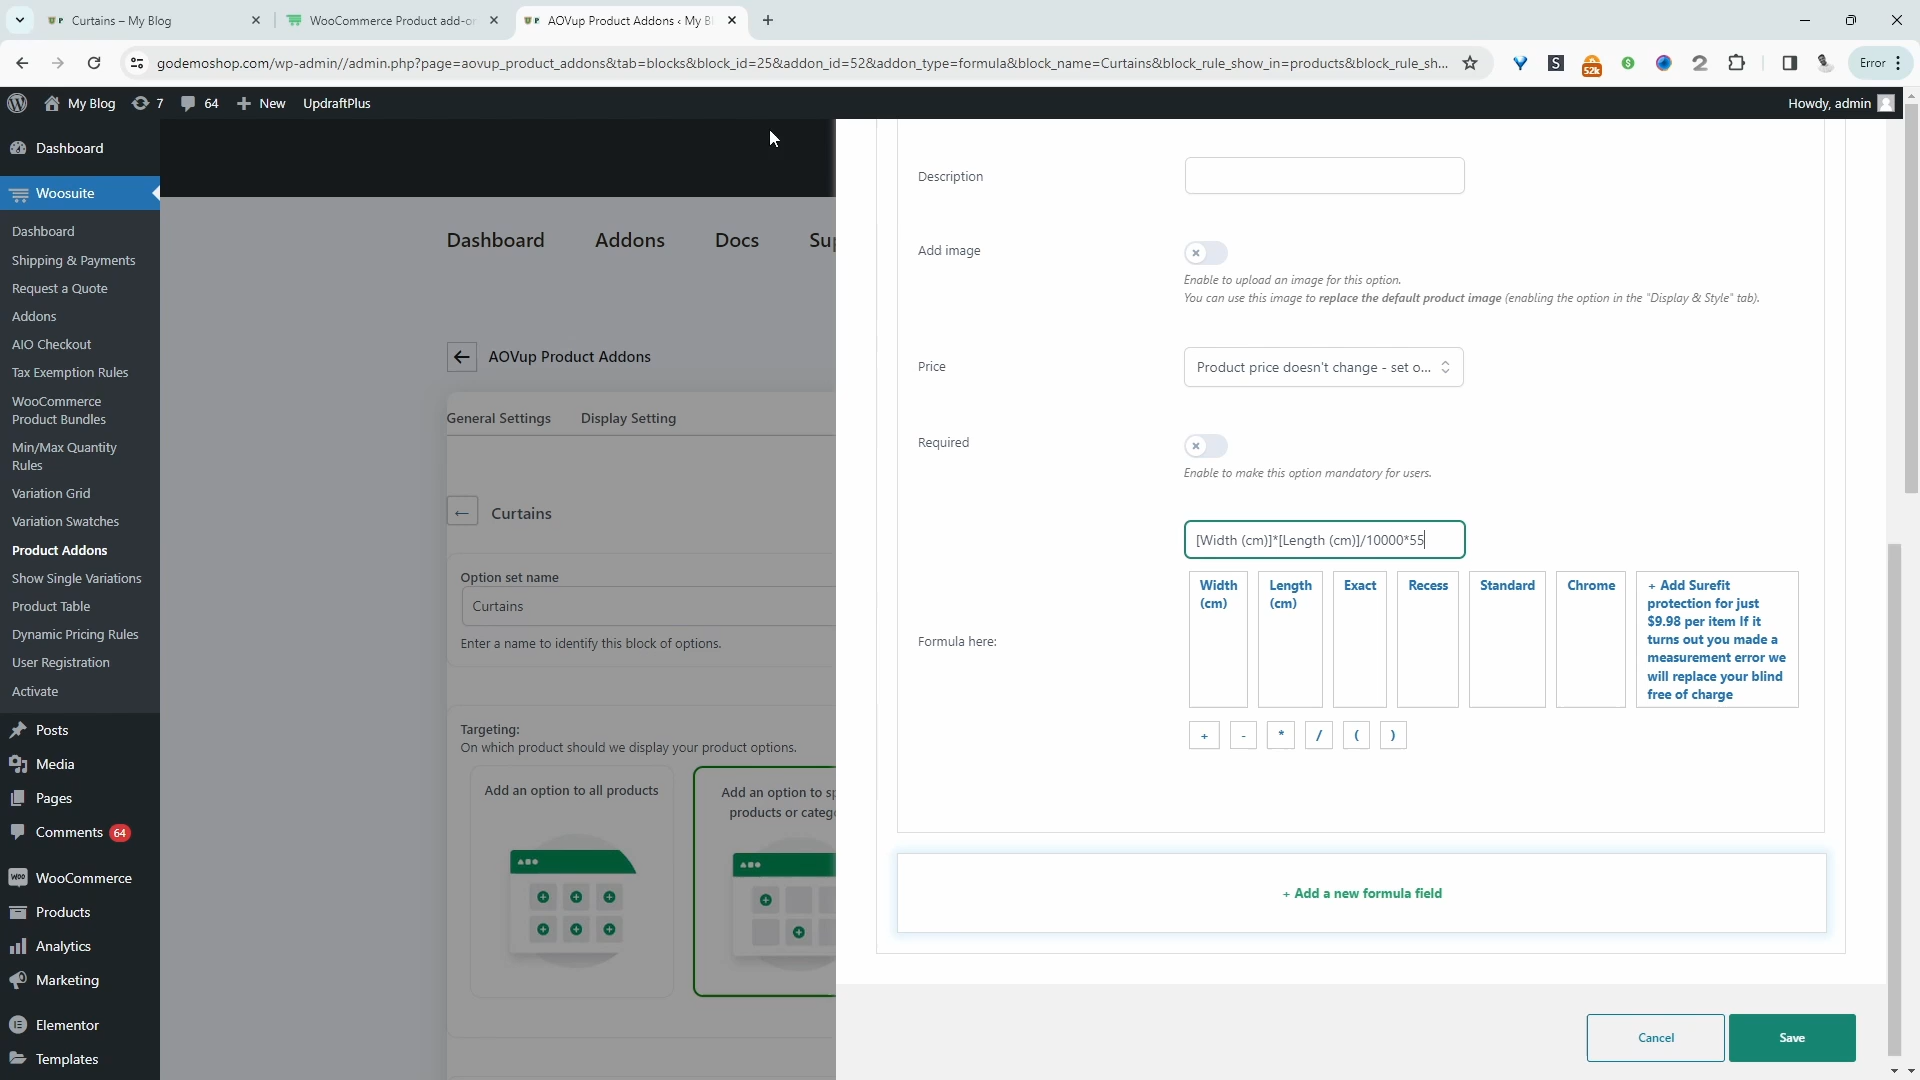 Curtains – My Blog
WooCommerce Product add-or
AOVup Product Addons ‹ My B
godemoshop.com/wp-admin//admin.php?page=aovup_product_addons&tab=blocks&block_id=25&addon_id=52&addon_type=formula&block_name=Curtains&block_rule_show_in=products&block_rule_sh...
52k
Error
My Blog
7
64
New
UpdraftPlus
Howdy, admin
Dashboard
Woosuite
Dashboard
Shipping & Payments
Request a Quote
Addons
AIO Checkout
Tax Exemption Rules
WooCommerce
Product Bundles
Min/Max Quantity
Rules
Variation Grid
Variation Swatches
Product Addons
Show Single Variations
Product Table
Dynamic Pricing Rules
User Registration
Activate
Posts
Media
Pages
Comments 64
WooCommerce
Products
Analytics
Marketing
Elementor
Templates
Dashboard
Addons
Docs
Sup
AOVup Product Addons
General Settings
Display Setting
Curtains
Option set name
Curtains
Enter a name to identify this block of options.
Targeting:
On which product should we display your product options.
Add an option to all products
Add an option to sp
products or catego
Description
Add image
Enable to upload an image for this option.
You can use this image to replace the default product image (enabling the option in the "Display & Style" tab).
Price
Product price doesn't change - set o...
Required
Enable to make this option mandatory for users.
[Width (cm)]*[Length (cm)]/10000*55
Formula here:
Width
(cm)
Length
(cm)
Exact
Recess
Standard
Chrome
+ Add Surefit
protection for just
$9.98 per item If it
turns out you made a
measurement error we
will replace your blind
free of charge
+
-
*
/
(
)
+ Add a new formula field
Cancel
Save